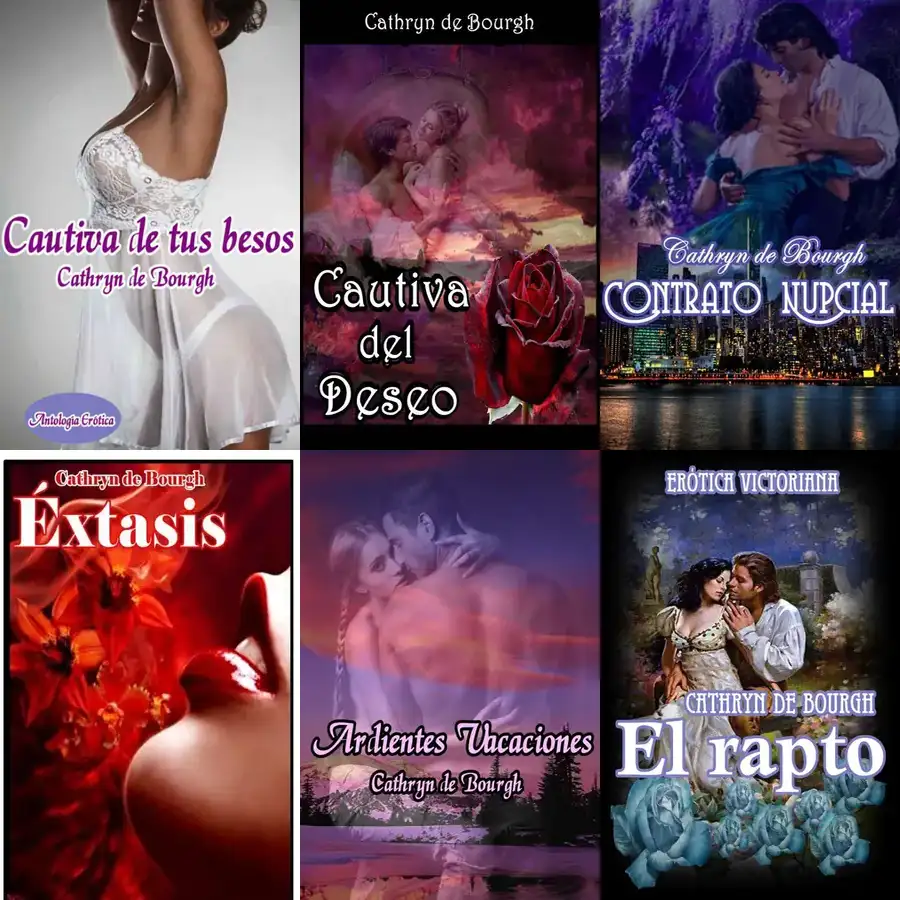 Cautiva de tus besos
Cathryn de Bourgh
Antología Erótica
Cathryn de Bourgh
Cautiva
del
Deseo
Cathryn de Bourgh
CONTRATO NUPCIAL
Cathryn de Bourgh
Éxtasis
Ardientes Vacaciones
Cathryn de Bourgh
ERÓTICA VICTORIANA
CATHRYN DE BOURGH
El rapto